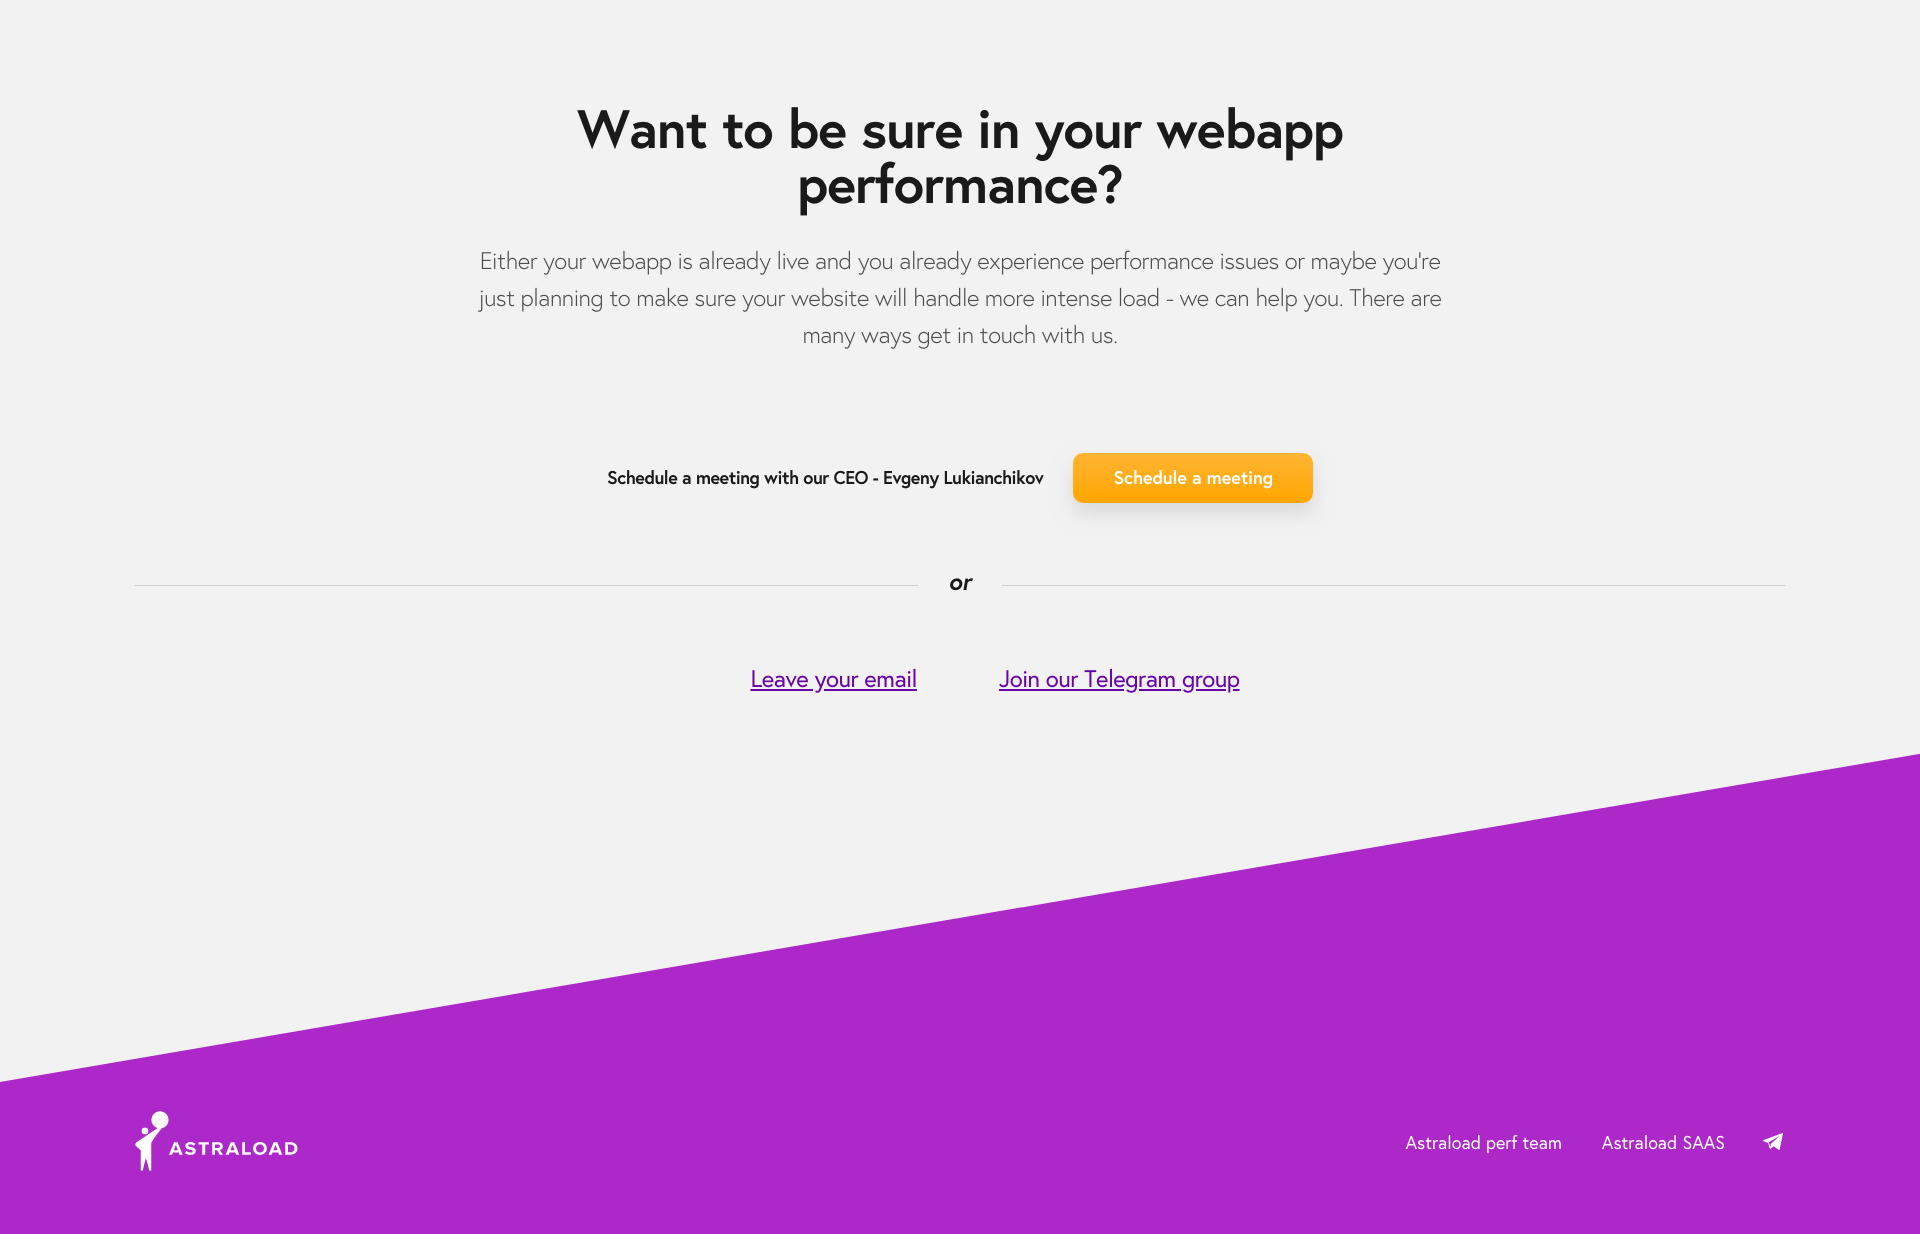 Want to be sure in your webapp
performance?
Either your webapp is already live and you already experience performance issues or maybe you're
just planning to make sure your website will handle more intense load - we can help you. There are
many ways get in touch with us.
Schedule a meeting with our CEO - Evgeny Lukianchikov
Schedule a meeting
or
Leave your email
Join our Telegram group
ASTRALOAD
Astraload perf team
Astraload SAAS